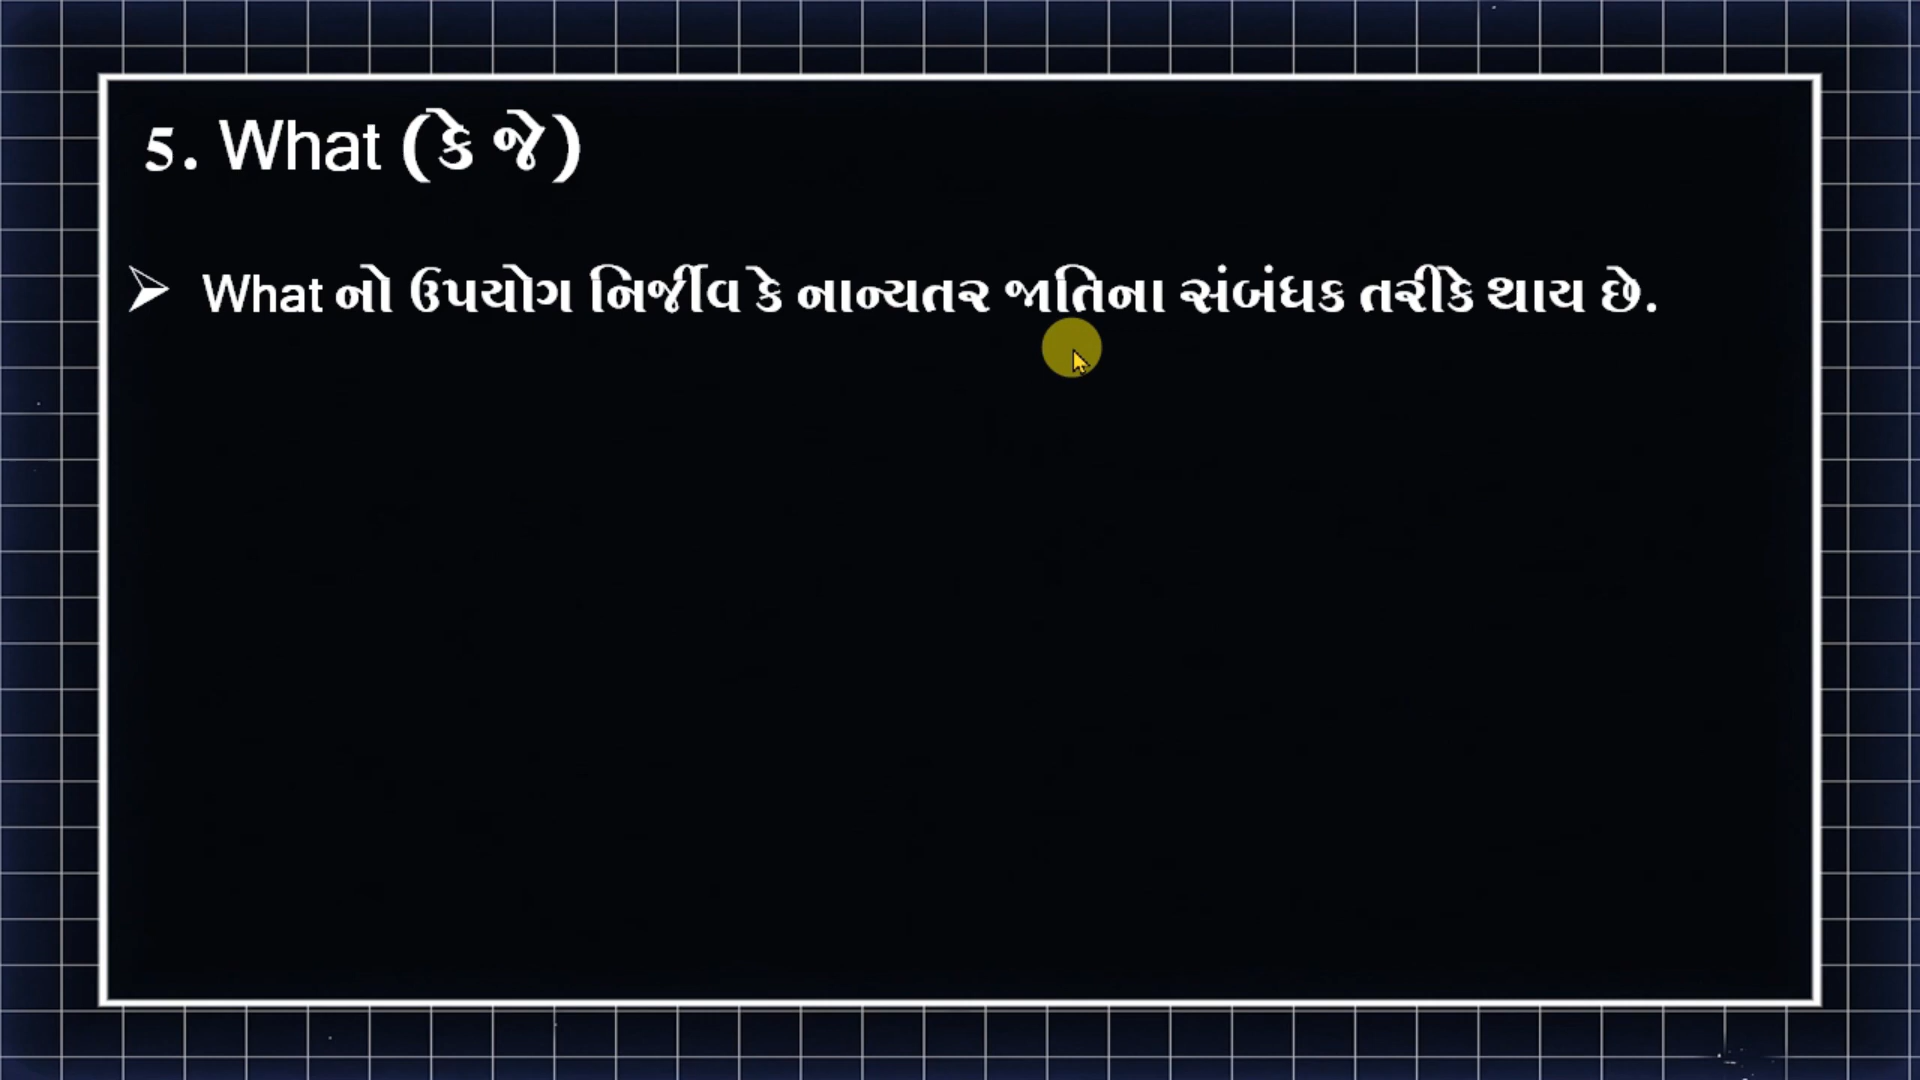 5. What (કે જે)
➢ What નો ઉપયોગ નિર્જીવ કે નાન્યતર જાતિના સંબંધક તરીકે થાય છે.